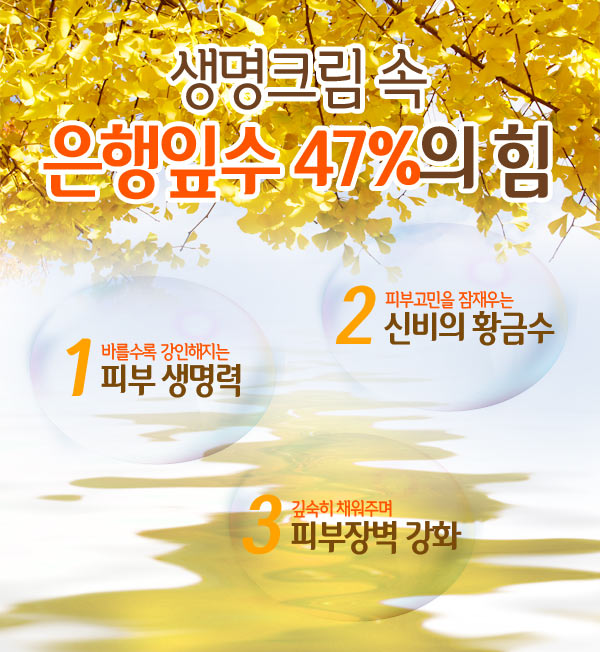 생명크림 속
은행잎수 47%의 힘
1
바를수록 강인해지는
피부 생명력
2
피부고민을 잠재우는
신비의 황금수
3
깊숙히 채워주며
피부장벽 강화